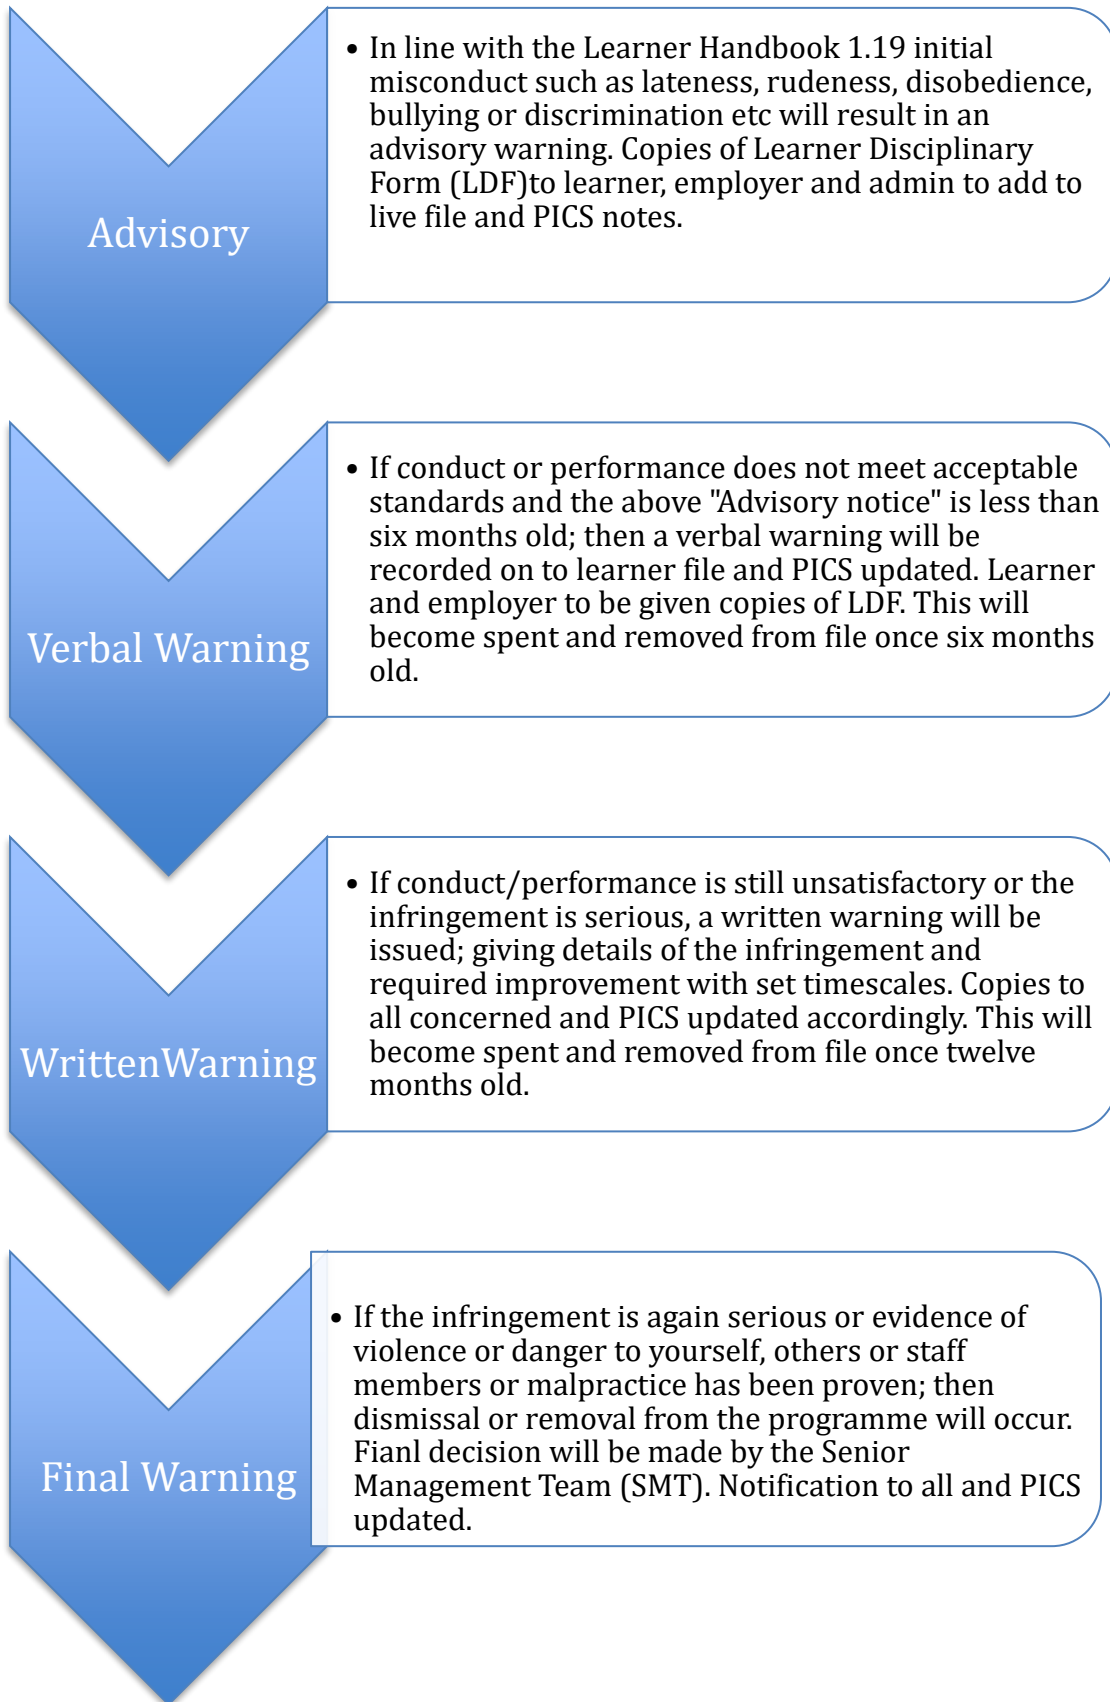 Advisory
• In line with the Learner Handbook 1.19 initial
misconduct such as lateness, rudeness, disobedience,
bullying or discrimination etc will result in an
advisory warning. Copies of Learner Disciplinary
Form (LDF)to learner, employer and admin to add to
live file and PICS notes.
Verbal Warning
• If conduct or performance does not meet acceptable
standards and the above "Advisory notice" is less than
six months old; then a verbal warning will be
recorded on to learner file and PICS updated. Learner
and employer to be given copies of LDF. This will
become spent and removed from file once six months
old.
WrittenWarning
• If conduct/performance is still unsatisfactory or the
infringement is serious, a written warning will be
issued; giving details of the infringement and
required improvement with set timescales. Copies to
all concerned and PICS updated accordingly. This will
become spent and removed from file once twelve
months old.
Final Warning
• If the infringement is again serious or evidence of
violence or danger to yourself, others or staff
members or malpractice has been proven; then
dismissal or removal from the programme will occur.
Fianl decision will be made by the Senior
Management Team (SMT). Notification to all and PICS
updated.